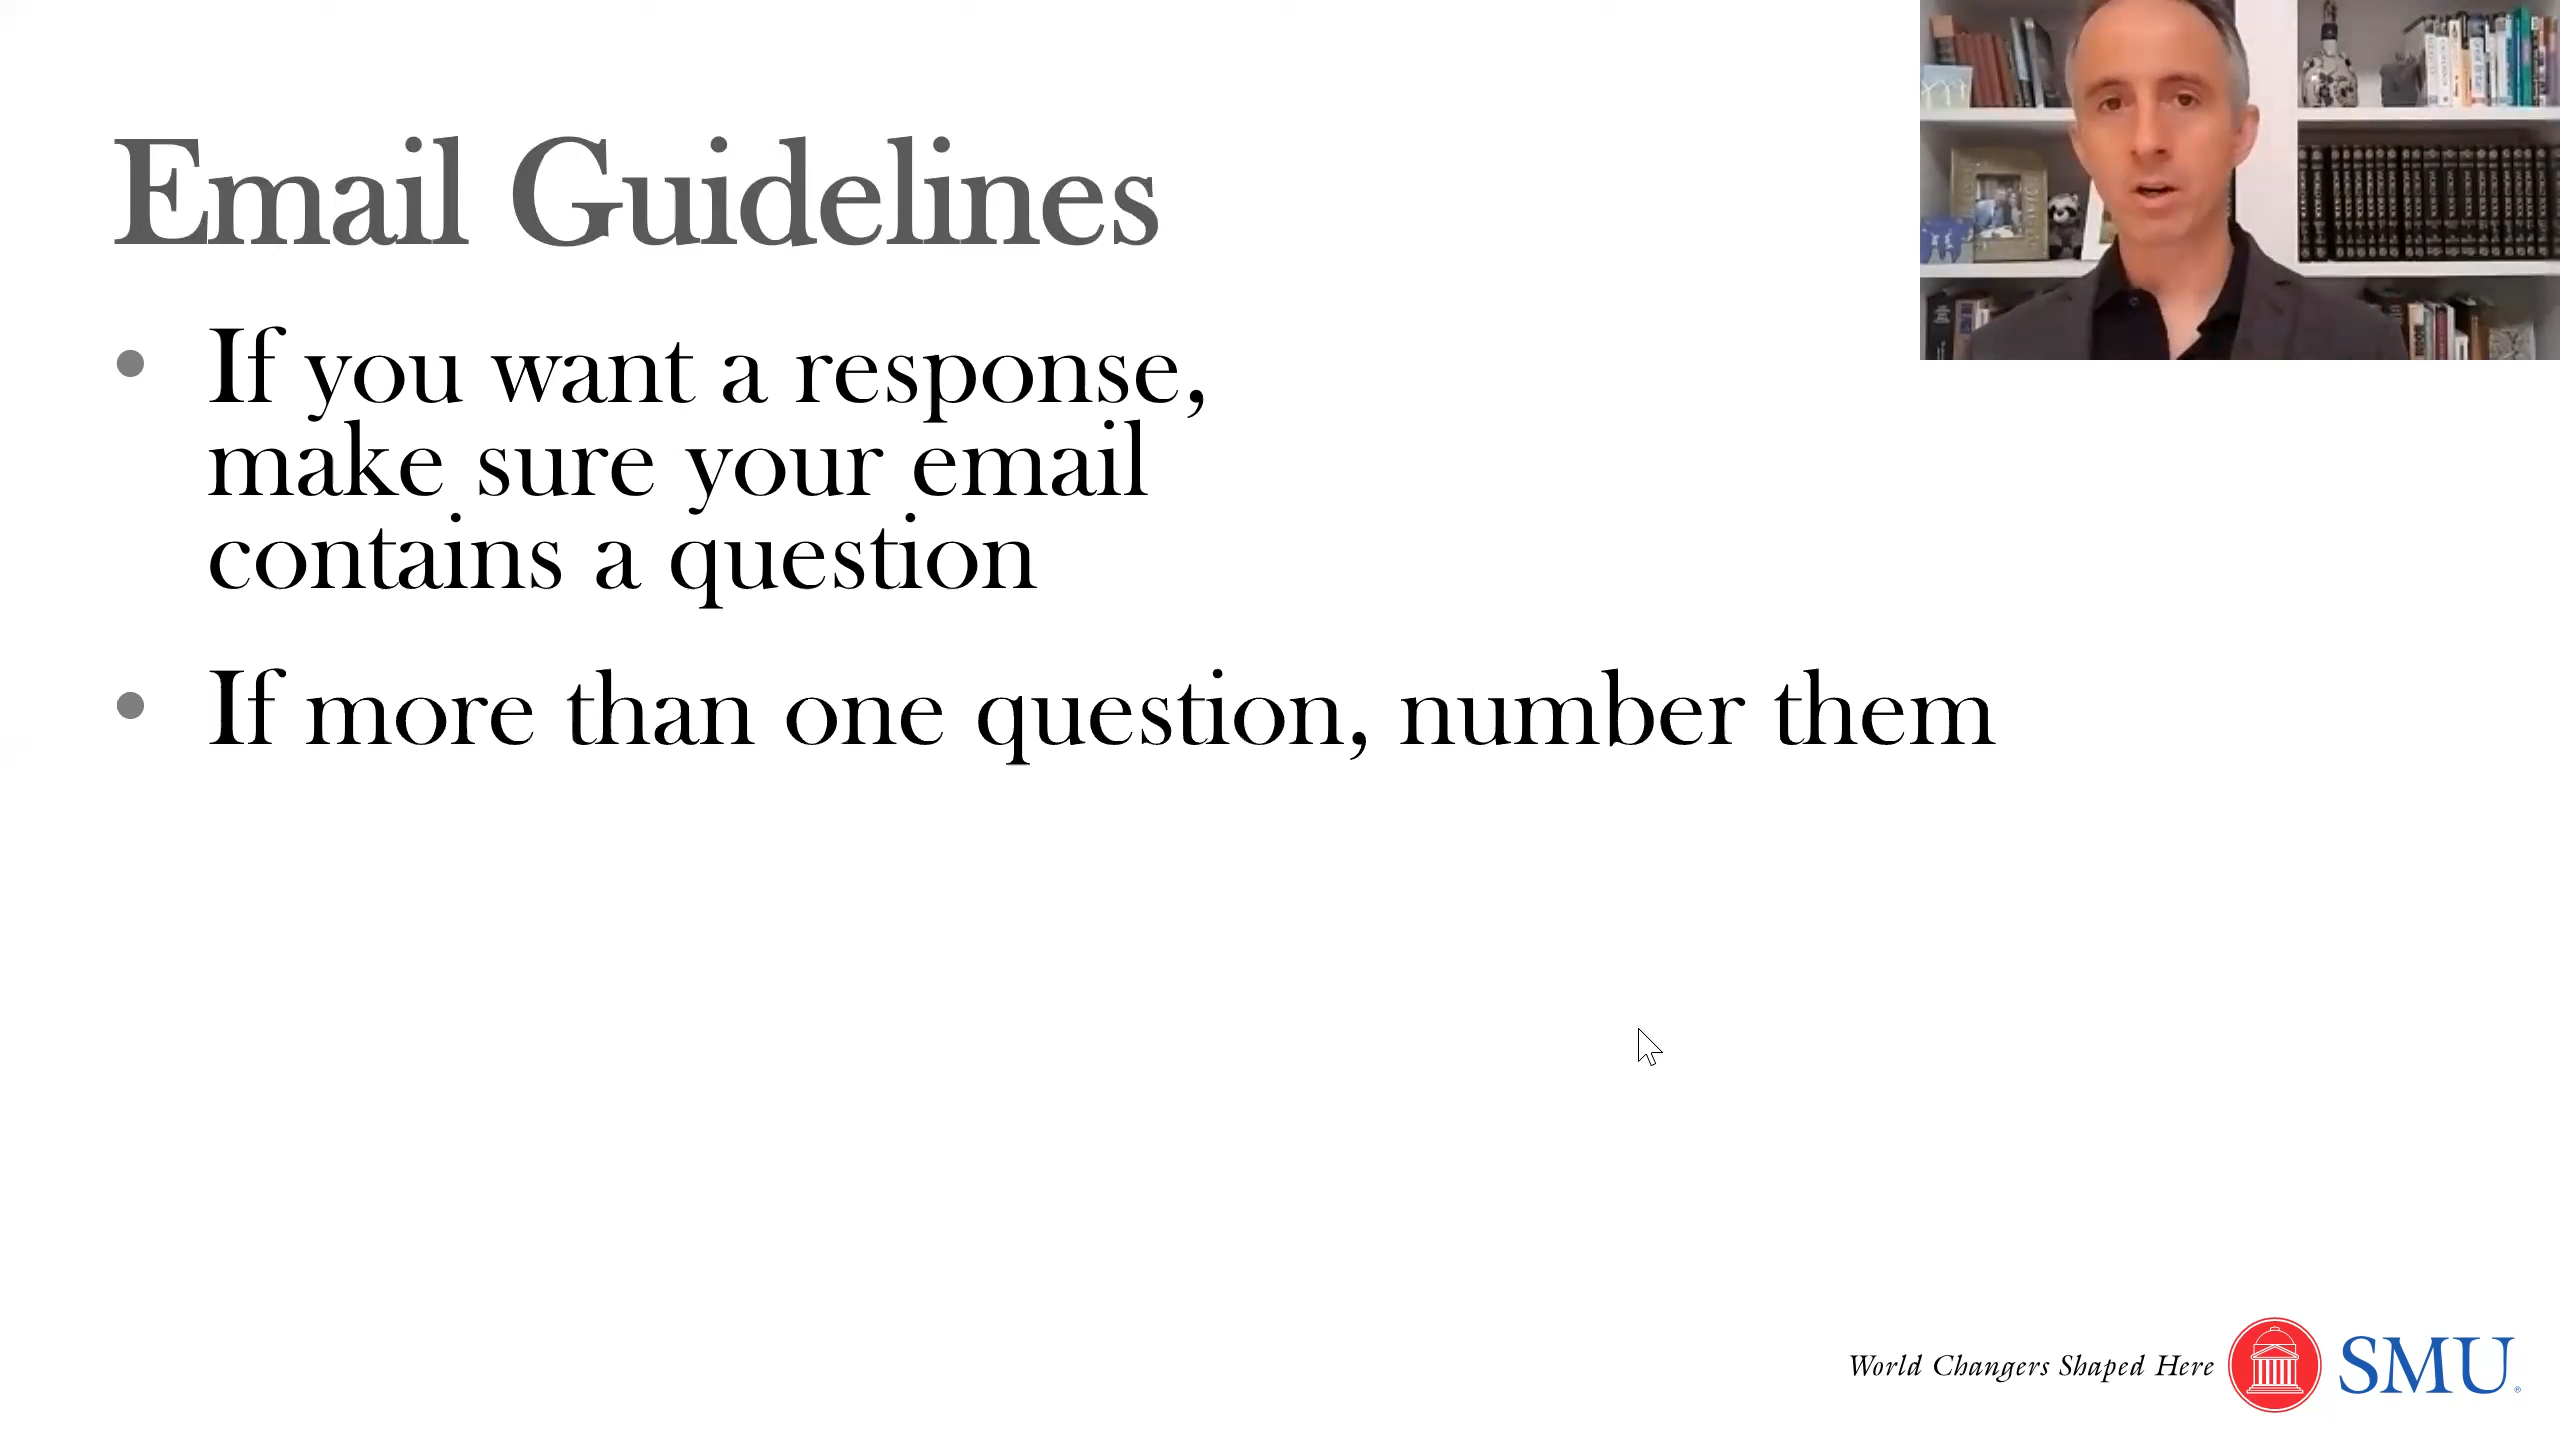 Email Guidelines
• If you want a response,
make sure your email
contains a question
• If more than one question, number them
World Changers Shaped Here
SMU®